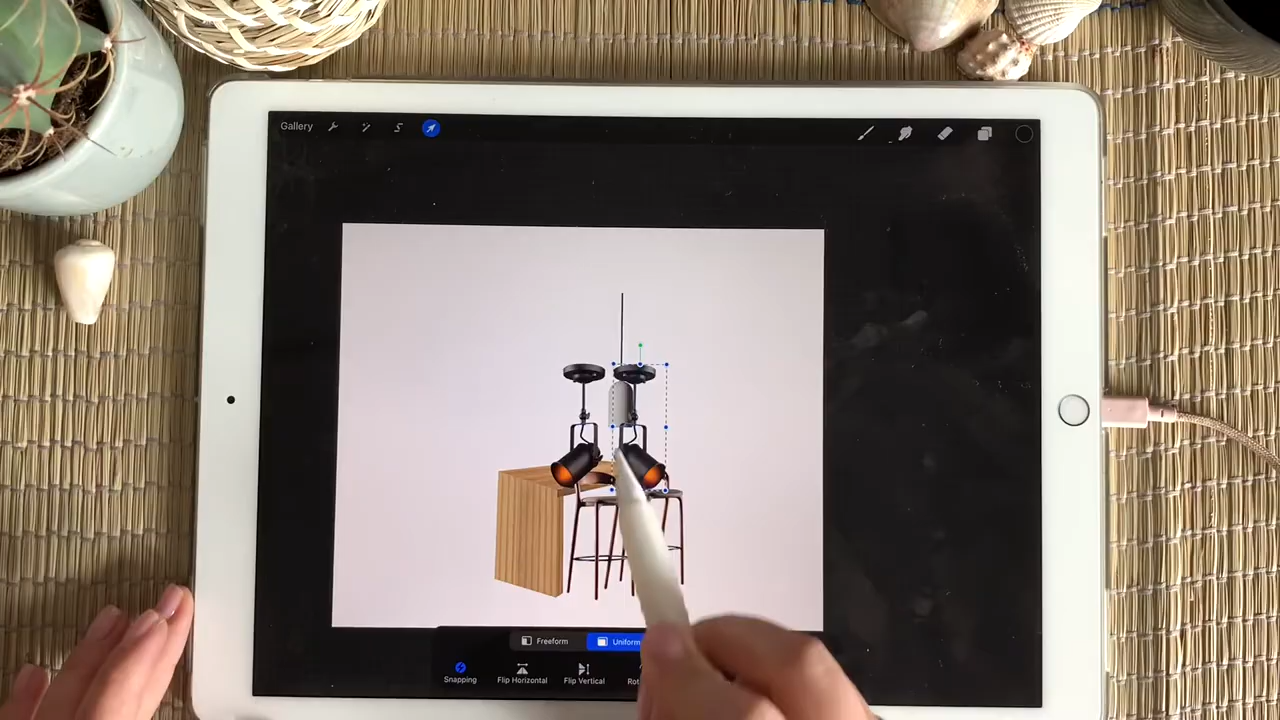 Gallery
Freeform
Uniform
Snapping
Flip Horizontal
Flip Vertical